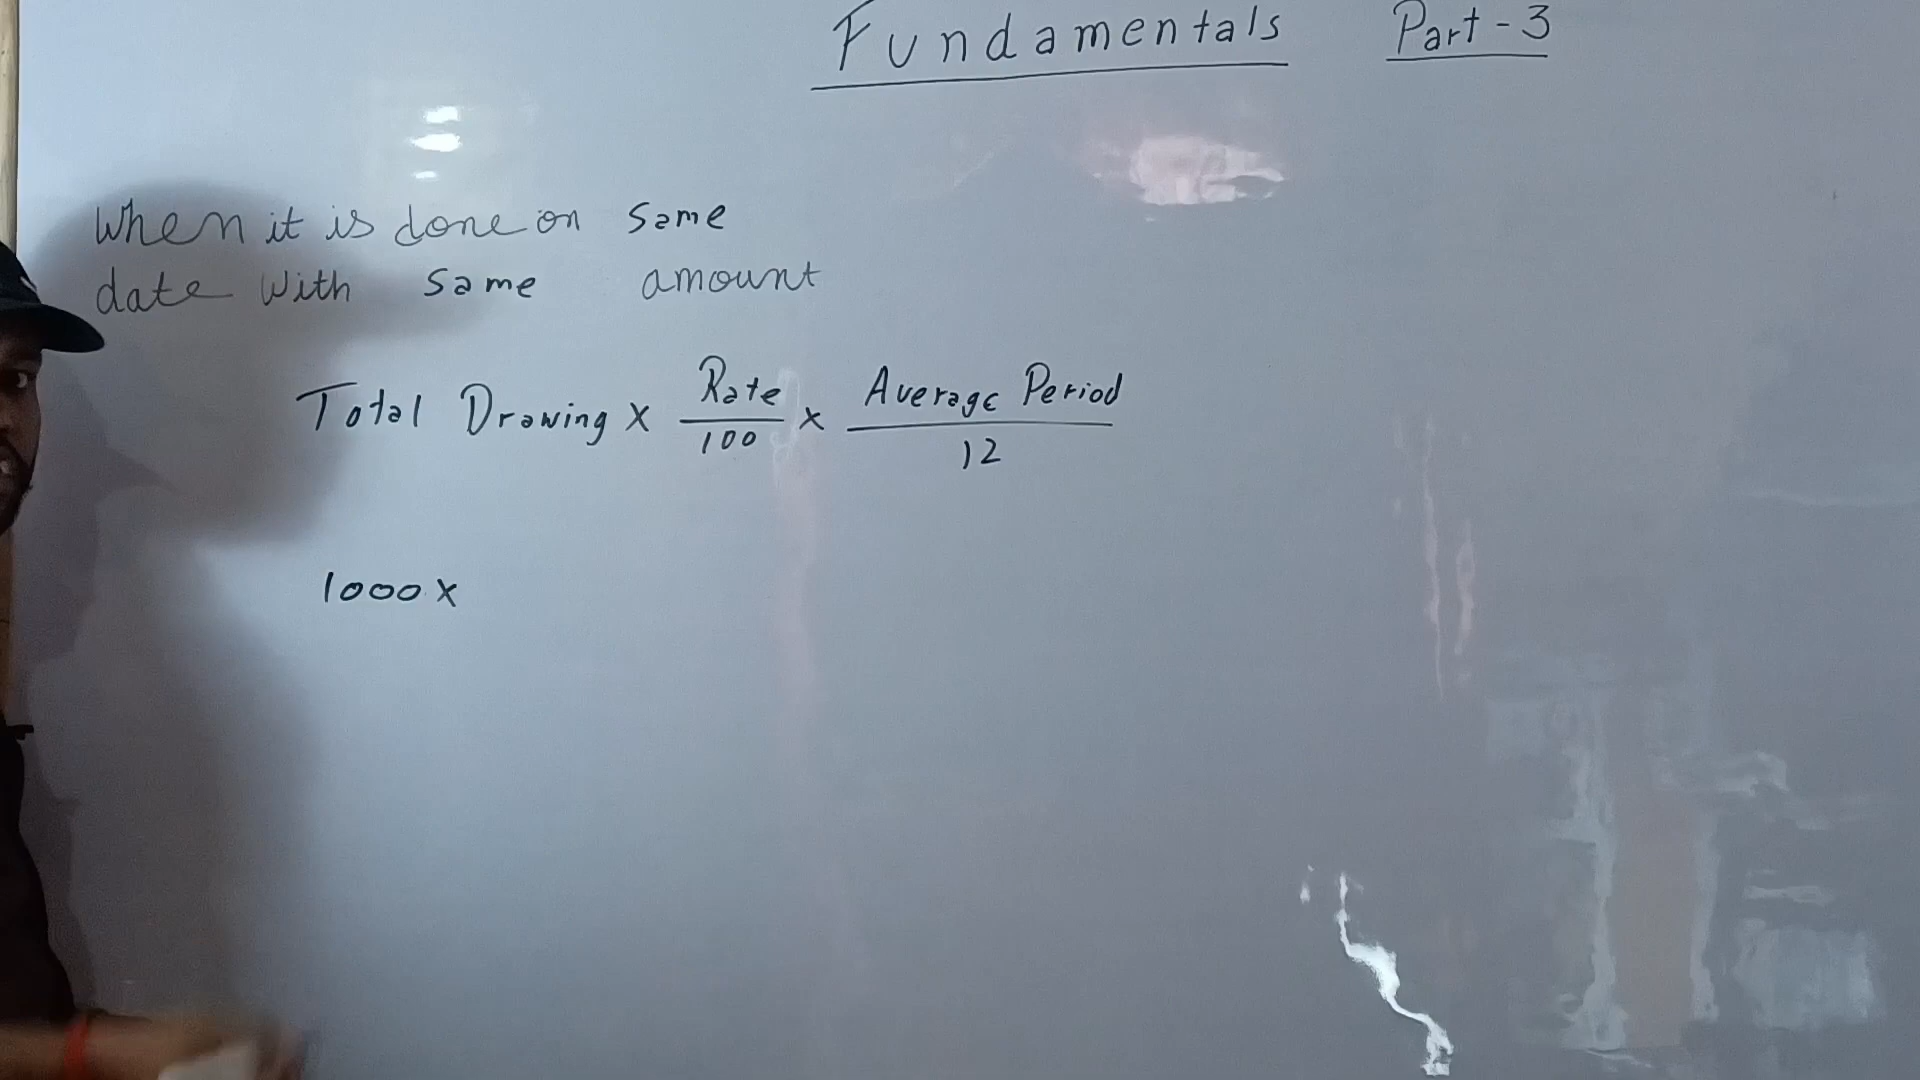 Fundamentals Part-3
When it is done on same
date with same amount
Total Drawing x Rate/100 x Average Period/12
1000 x